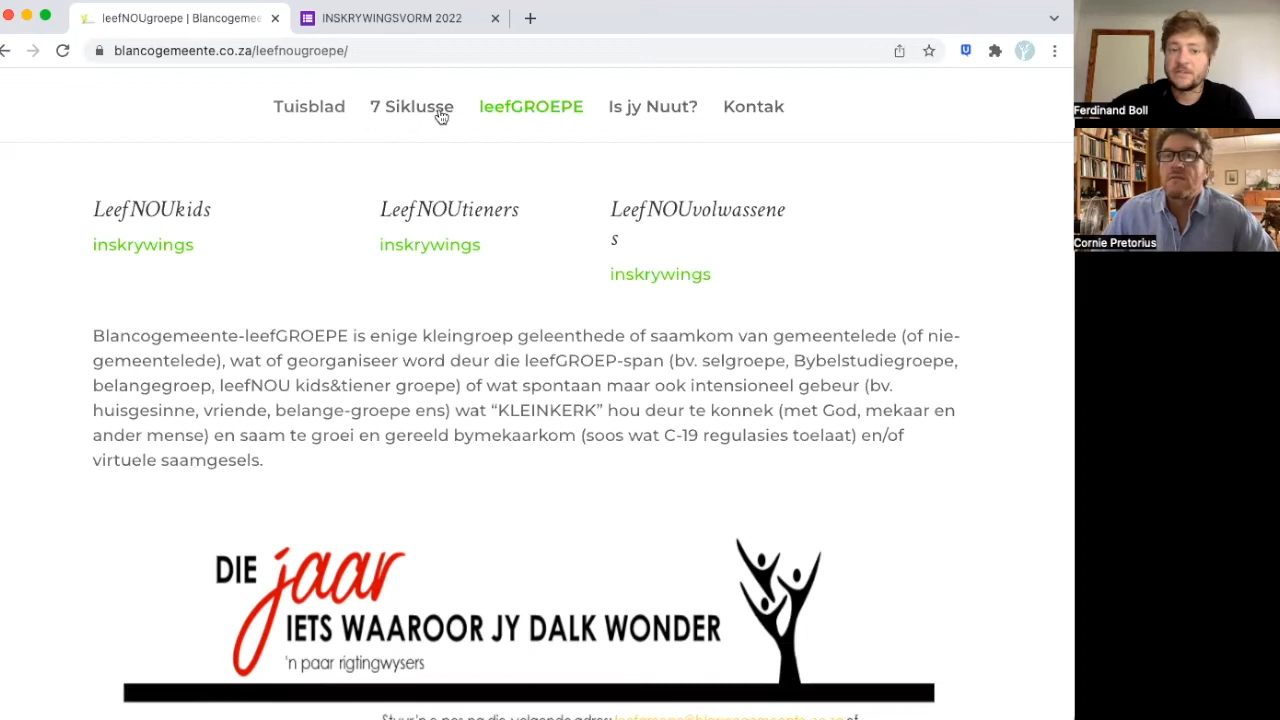 leefNOUgroepe | Blancogemee
INSKRYWINGSVORM 2022
blancogemeente.co.za/leefnougroepe/
Tuisblad 7 Siklusse leefGROEPE Is jy Nuut? Kontak
Ferdinand Boll
Cornie Pretorius
LeefNOUkids
inskrywings
LeefNOUtieners
inskrywings
LeefNOUvolwassene
s
inskrywings
Blancogemeente-leefGROEPE is enige kleingroep geleenthede of saamkom van gemeentelede (of nie-
gemeentelede), wat of georganiseer word deur die leefGROEP-span (bv. selgroepe, Bybelstudiegroepe,
belangegroep, leefNOU kids&tiener groepe) of wat spontaan maar ook intensioneel gebeur (bv.
huisgesinne, vriende, belange-groepe ens) wat “KLEINKERK” hou deur te konnek (met God, mekaar en
ander mense) en saam te groei en gereeld bymekaarkom (soos wat C-19 regulasies toelaat) en/of
virtuele saamgesels.
DIE jaar
IETS WAAROOR JY DALK WONDER
'n paar rigtingwysers